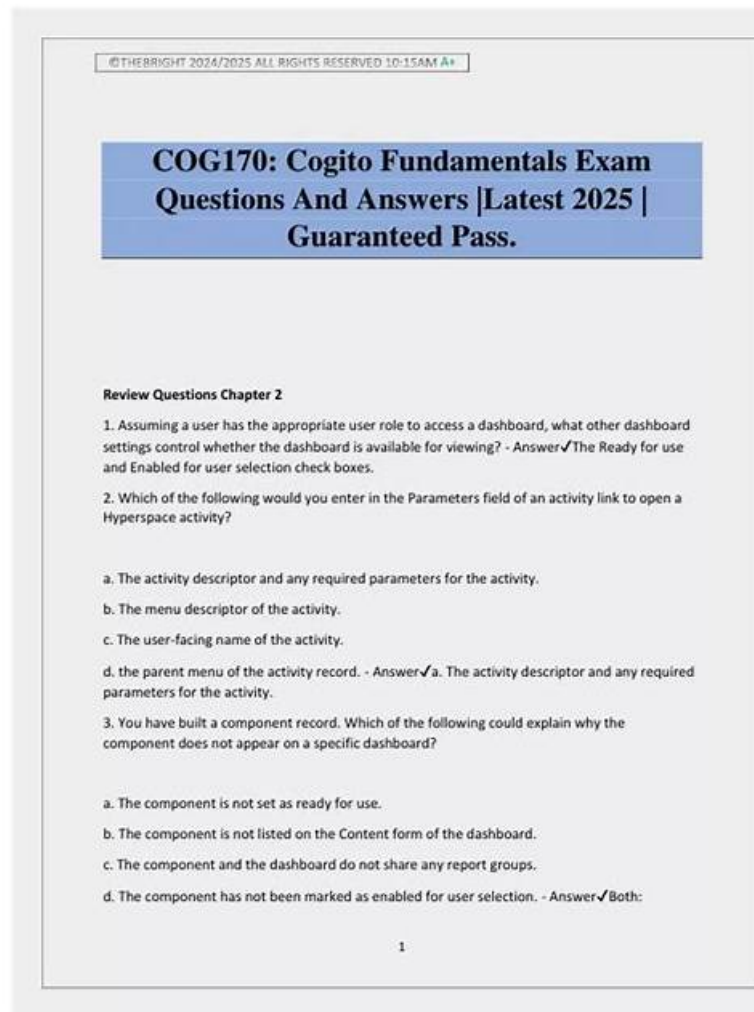 ©THEBRIGHT 2024/2025 ALL RIGHTS RESERVED 10:15AM A+
COG170: Cogito Fundamentals Exam
Questions And Answers |Latest 2025 |
Guaranteed Pass.
Review Questions Chapter 2
1. Assuming a user has the appropriate user role to access a dashboard, what other dashboard
settings control whether the dashboard is available for viewing? - Answer✔The Ready for use
and Enabled for user selection check boxes.
2. Which of the following would you enter in the Parameters field of an activity link to open a
Hyperspace activity?
a. The activity descriptor and any required parameters for the activity.
b. The menu descriptor of the activity.
c. The user-facing name of the activity.
d. the parent menu of the activity record. - Answer✔a. The activity descriptor and any required
parameters for the activity.
3. You have built a component record. Which of the following could explain why the
component does not appear on a specific dashboard?
a. The component is not set as ready for use.
b. The component is not listed on the Content form of the dashboard.
c. The component and the dashboard do not share any report groups.
d. The component has not been marked as enabled for user selection. - Answer✔Both:
1